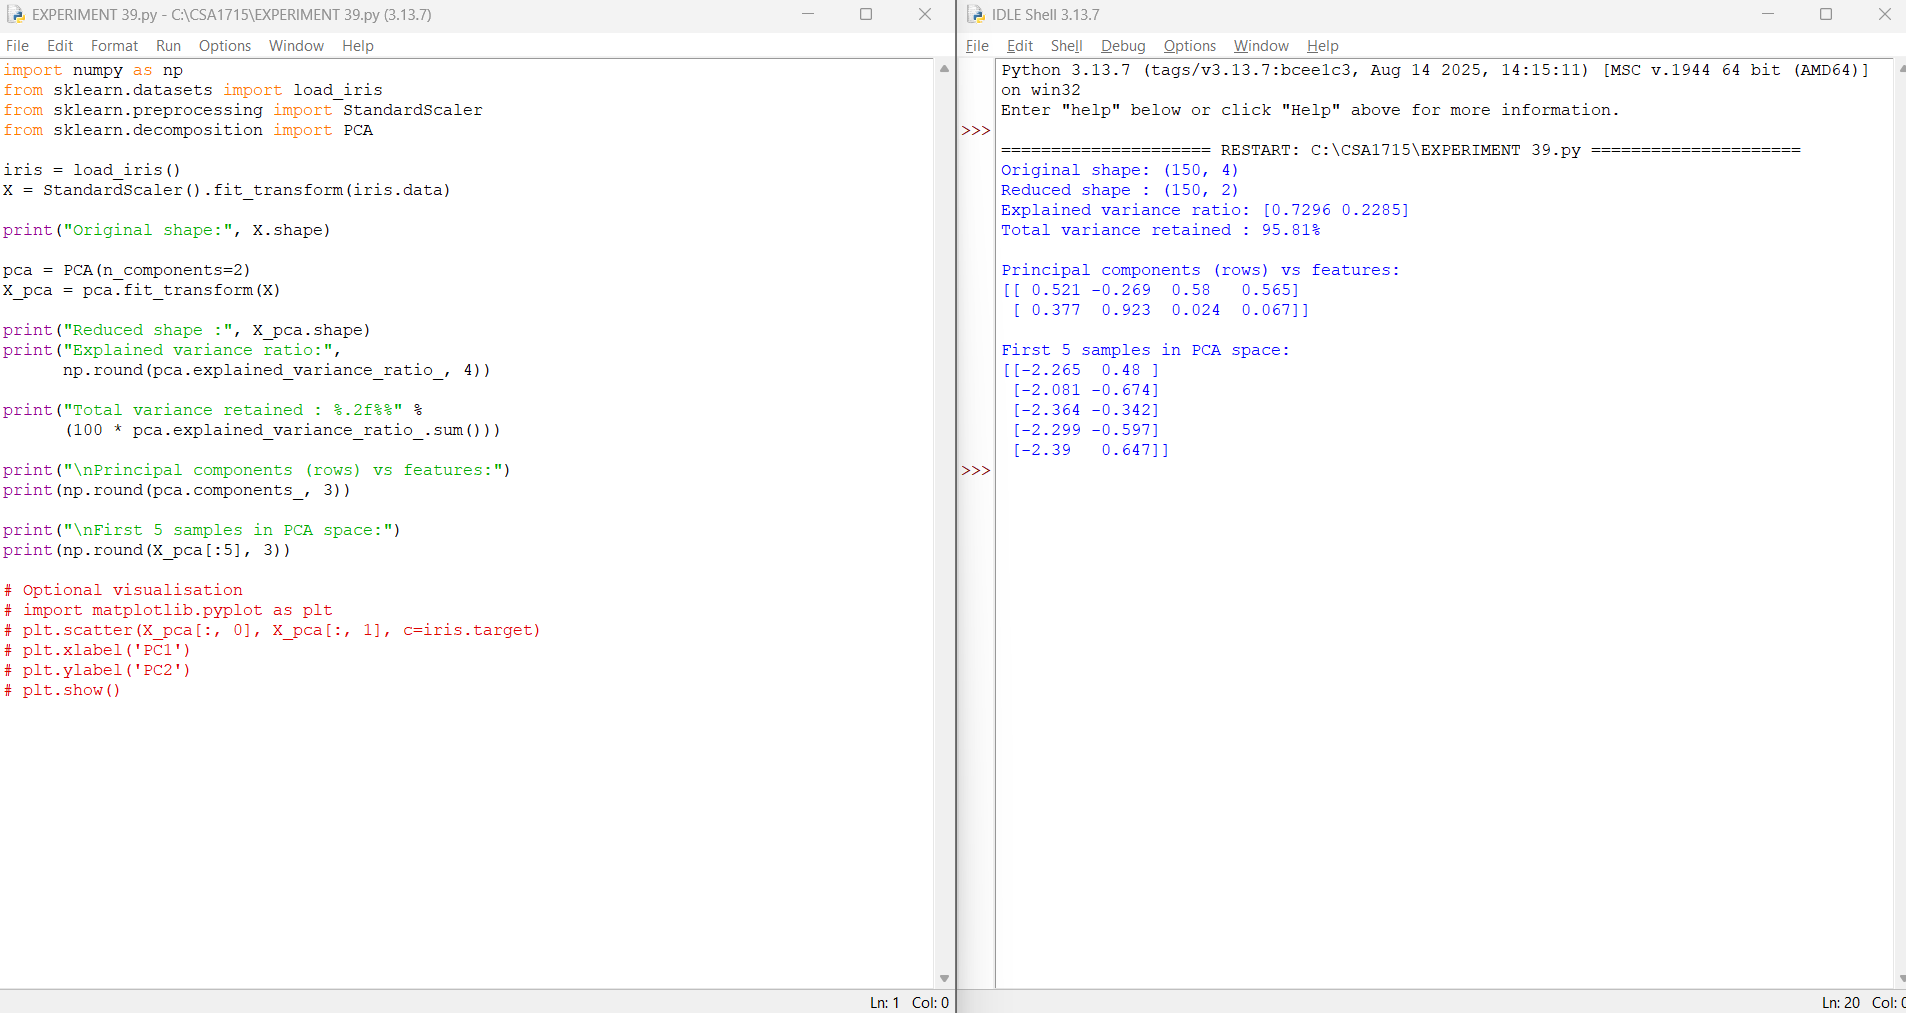 EXPERIMENT 39.py - C:\CSA1715\EXPERIMENT 39.py (3.13.7)
File Edit Format Run Options Window Help
import numpy as np
from sklearn.datasets import load_iris
from sklearn.preprocessing import StandardScaler
from sklearn.decomposition import PCA

iris = load_iris()
X = StandardScaler().fit_transform(iris.data)

print("Original shape:", X.shape)

pca = PCA(n_components=2)
X_pca = pca.fit_transform(X)

print("Reduced shape :", X_pca.shape)
print("Explained variance ratio:",
      np.round(pca.explained_variance_ratio_, 4))

print("Total variance retained : %.2f%%" %
      (100 * pca.explained_variance_ratio_.sum()))

print("\nPrincipal components (rows) vs features:")
print(np.round(pca.components_, 3))

print("\nFirst 5 samples in PCA space:")
print(np.round(X_pca[:5], 3))

# Optional visualisation
# import matplotlib.pyplot as plt
# plt.scatter(X_pca[:, 0], X_pca[:, 1], c=iris.target)
# plt.xlabel('PC1')
# plt.ylabel('PC2')
# plt.show()
Ln: 1 Col: 0
IDLE Shell 3.13.7
File Edit Shell Debug Options Window Help
Python 3.13.7 (tags/v3.13.7:bcee1c3, Aug 14 2025, 14:15:11) [MSC v.1944 64 bit (AMD64)]
on win32
Enter "help" below or click "Help" above for more information.
>>>
===================== RESTART: C:\CSA1715\EXPERIMENT 39.py =====================
Original shape: (150, 4)
Reduced shape : (150, 2)
Explained variance ratio: [0.7296 0.2285]
Total variance retained : 95.81%

Principal components (rows) vs features:
[[ 0.521 -0.269  0.58   0.565]
 [ 0.377  0.923  0.024  0.067]]

First 5 samples in PCA space:
[[-2.265  0.48 ]
 [-2.081 -0.674]
 [-2.364 -0.342]
 [-2.299 -0.597]
 [-2.39   0.647]]
>>>
Ln: 20 Col: 0